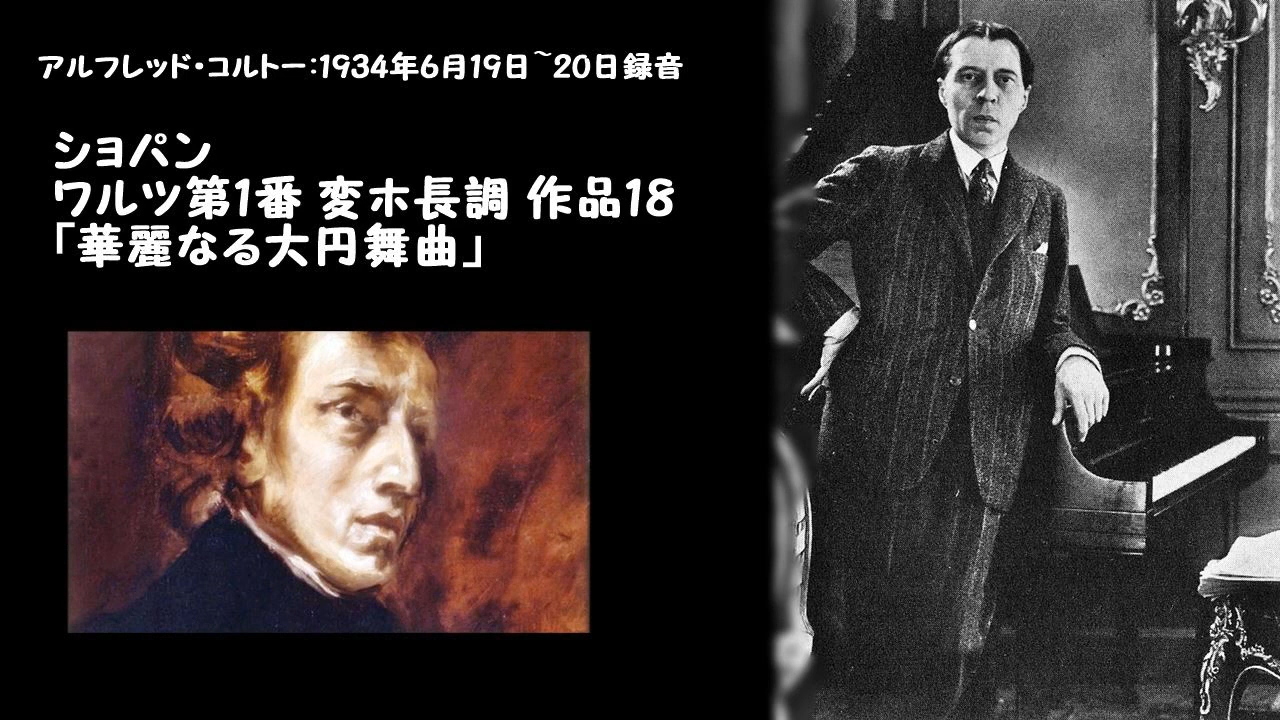 アルフレッド・コルトー:1934年6月19日~20日録音
ショパン
ワルツ第1番 変ホ長調 作品18
「華麗なる大円舞曲」